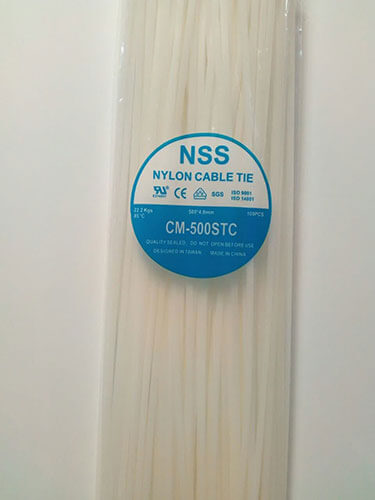 NSS
NYLON CABLE TIE
CE SGS ISO 9001
ISO 14001
22.2 Kgs 500*4.8mm 100PCS
85°C
CM-500STC
QUALITY SEALED, DO NOT OPEN BEFORE USE
DESIGNED IN TAIWAN MADE IN CHINA